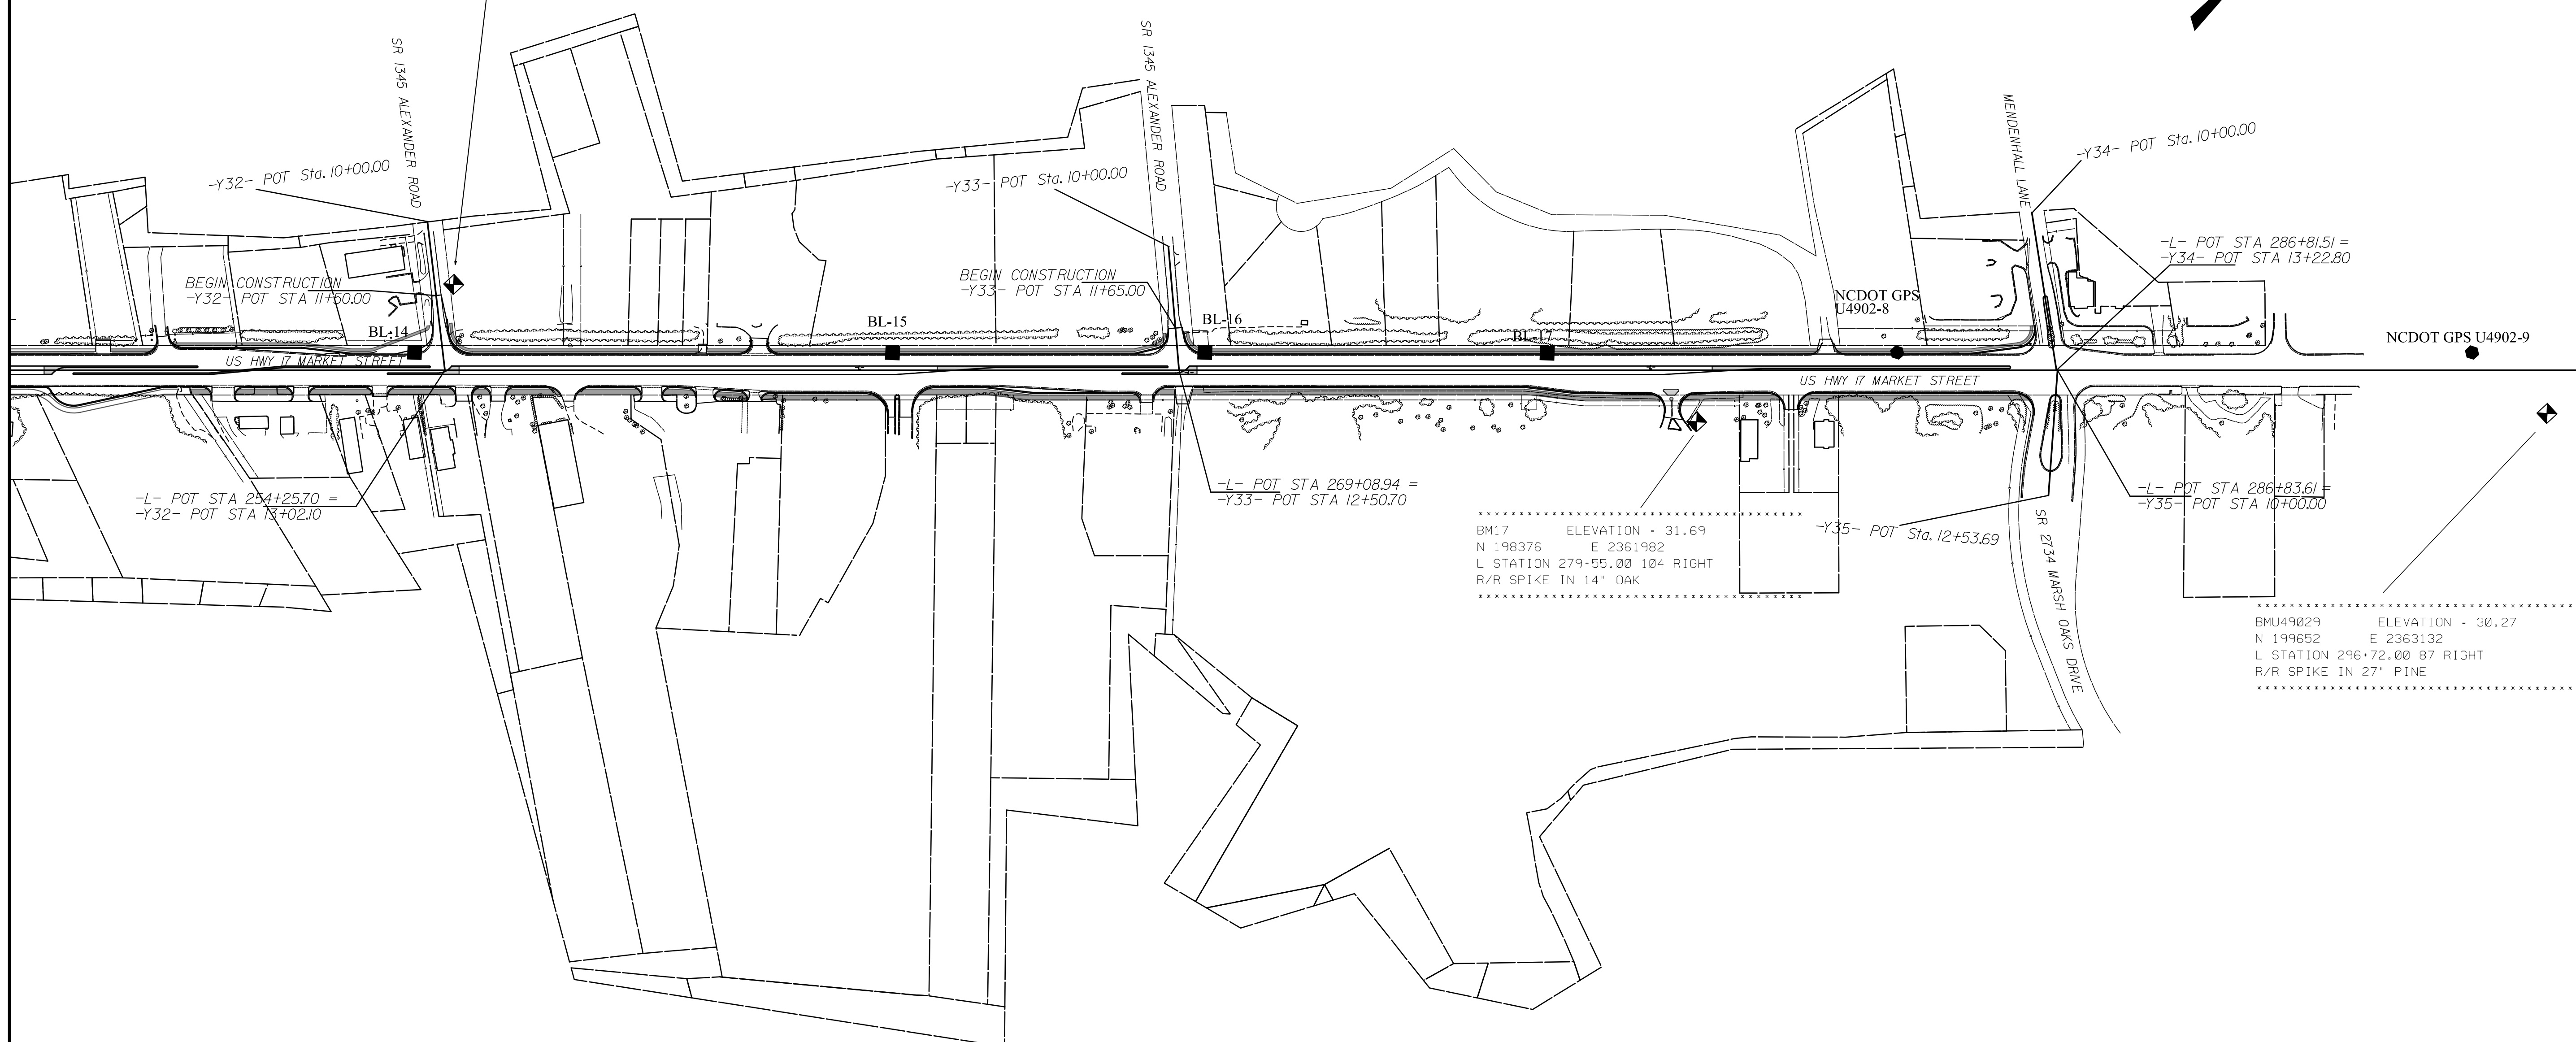 SR 1345 ALEXANDER ROAD
SR 1345 ALEXANDER ROAD
MENDENHALL LANE
-Y32- POT Sta. 10+00.00
-Y33- POT Sta. 10+00.00
-Y34- POT Sta. 10+00.00
-L- POT STA 286+81.51 =
-Y34- POT STA 13+22.80
BEGIN CONSTRUCTION
-Y32- POT STA 11+50.00
BEGIN CONSTRUCTION
-Y33- POT STA 11+65.00
NCDOT GPS
U4902-8
BL-14
BL-15
BL-16
BL-17
NCDOT GPS U4902-9
US HWY 17 MARKET STREET
US HWY 17 MARKET STREET
-L- POT STA 254+25.70 =
-Y32- POT STA 13+02.10
-L- POT STA 269+08.94 =
-Y33- POT STA 12+50.70
-L- POT STA 286+83.61 =
-Y35- POT STA 10+00.00
-Y35- POT Sta. 12+53.69
SR 2734 MARSH OAKS DRIVE
BM17 ELEVATION = 31.69
N 198376 E 2361982
L STATION 279+55.00 104 RIGHT
R/R SPIKE IN 14" OAK
BMU49029 ELEVATION = 30.27
N 199652 E 2363132
L STATION 296+72.00 87 RIGHT
R/R SPIKE IN 27" PINE